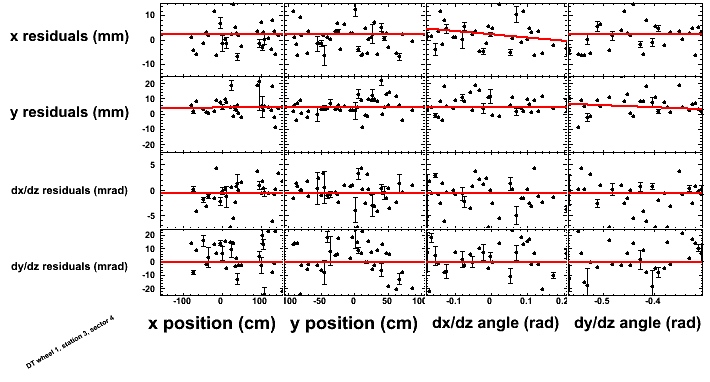 x residuals (mm)
10
0
-10
y residuals (mm)
20
10
0
-10
-20
dx/dz residuals (mrad)
5
0
-5
dy/dz residuals (mrad)
20
10
0
-10
-20
-100 0 100
00 -50 0 50 100
-0.1 0 0.1 0.2
-0.5 -0.4
x position (cm)
y position (cm)
dx/dz angle (rad)
dy/dz angle (rad)
DT wheel 1, station 3, sector 4